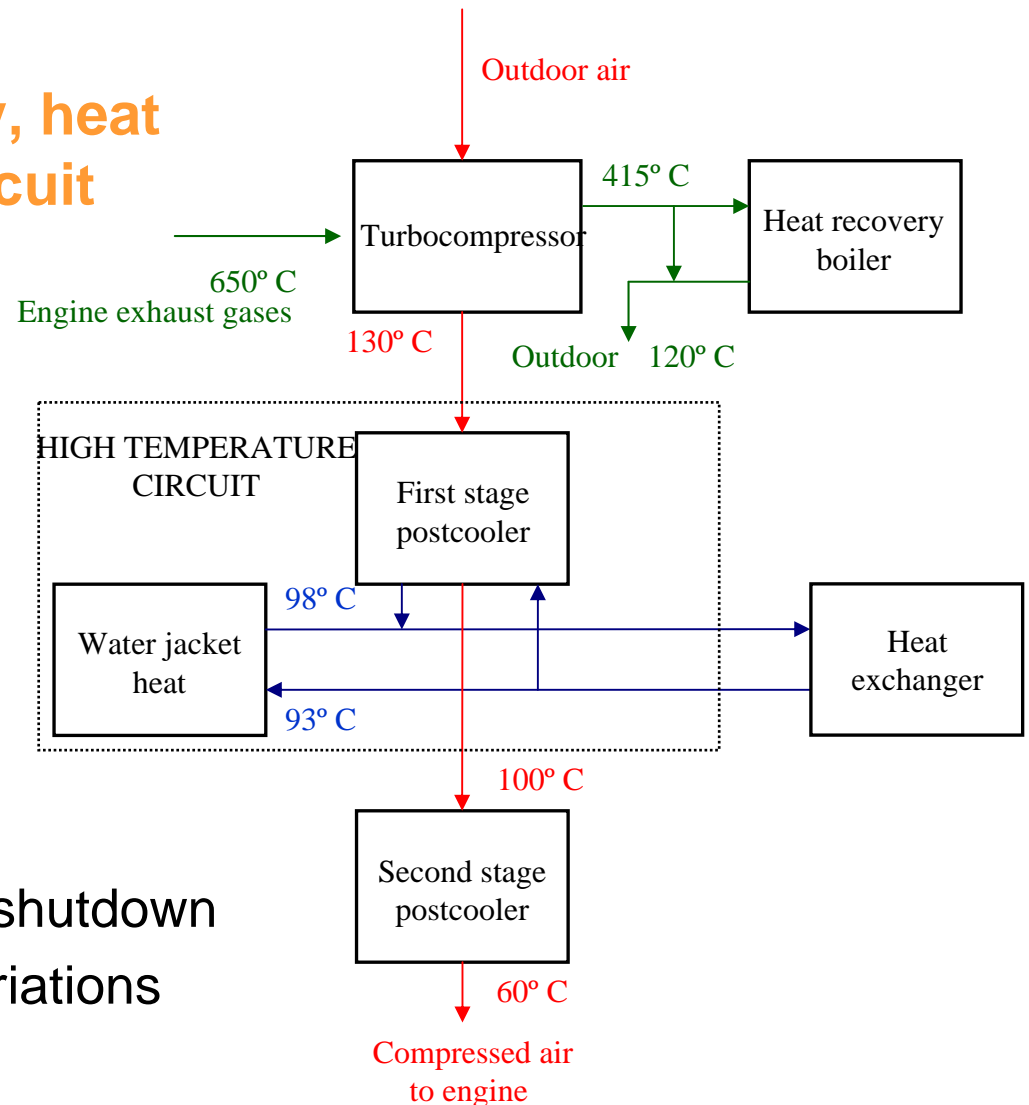 Outdoor air
y, heat
rcuit
415º C
Turbocompressor
Heat recovery
boiler
650º C
Engine exhaust gases
130º C
Outdoor 120º C
HIGH TEMPERATURE
CIRCUIT
First stage
postcooler
98º C
Water jacket
heat
Heat
exchanger
93º C
100º C
Second stage
postcooler
shutdown
riations
60º C
Compressed air
to engine